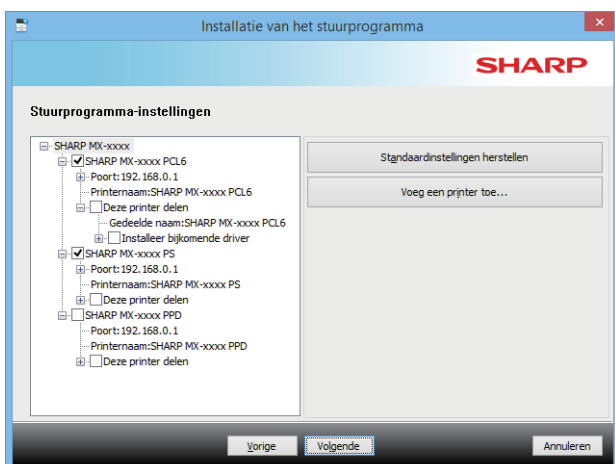 Installatie van het stuurprogramma
SHARP
Stuurprogramma-instellingen
SHARP MX-xxxx
SHARP MX-xxxx PCL6
Poort:192.168.0.1
Printernaam:SHARP MX-xxxx PCL6
Deze printer delen
Gedeelde naam:SHARP MX-xxxx PCL6
Installeer bijkomende driver
SHARP MX-xxxx PS
Poort:192.168.0.1
Printernaam:SHARP MX-xxxx PS
Deze printer delen
SHARP MX-xxxx PPD
Poort:192.168.0.1
Printernaam:SHARP MX-xxxx PPD
Deze printer delen
Standaardinstellingen herstellen
Voeg een printer toe...
Vorige
Volgende
Annuleren